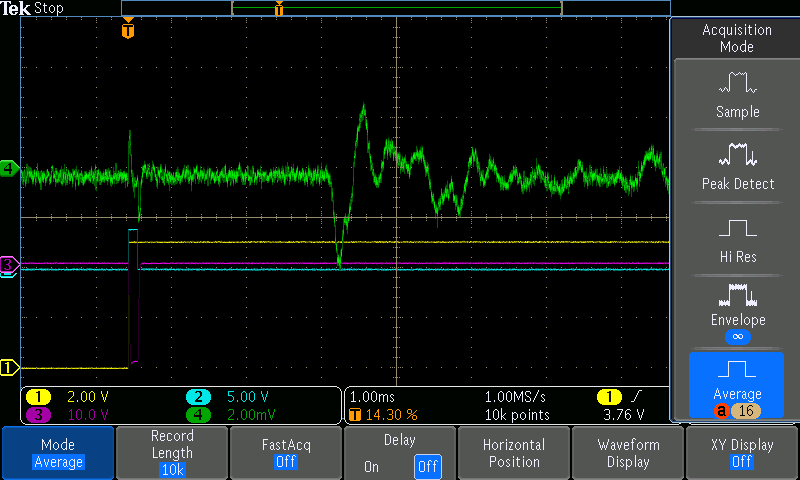 Tek Stop
T
T
Acquisition
Mode
Sample
Peak Detect
Hi Res
Envelope
∞
Average
a 16
4
3
1
1 2.00 V 2 5.00 V
3 10.0 V 4 2.00mV
1.00ms 1.00MS/s 1
T 14.30 % 10k points 3.76 V
Mode
Average
Record
Length
10k
FastAcq
Off
Delay
On Off
Horizontal
Position
Waveform
Display
XY Display
Off